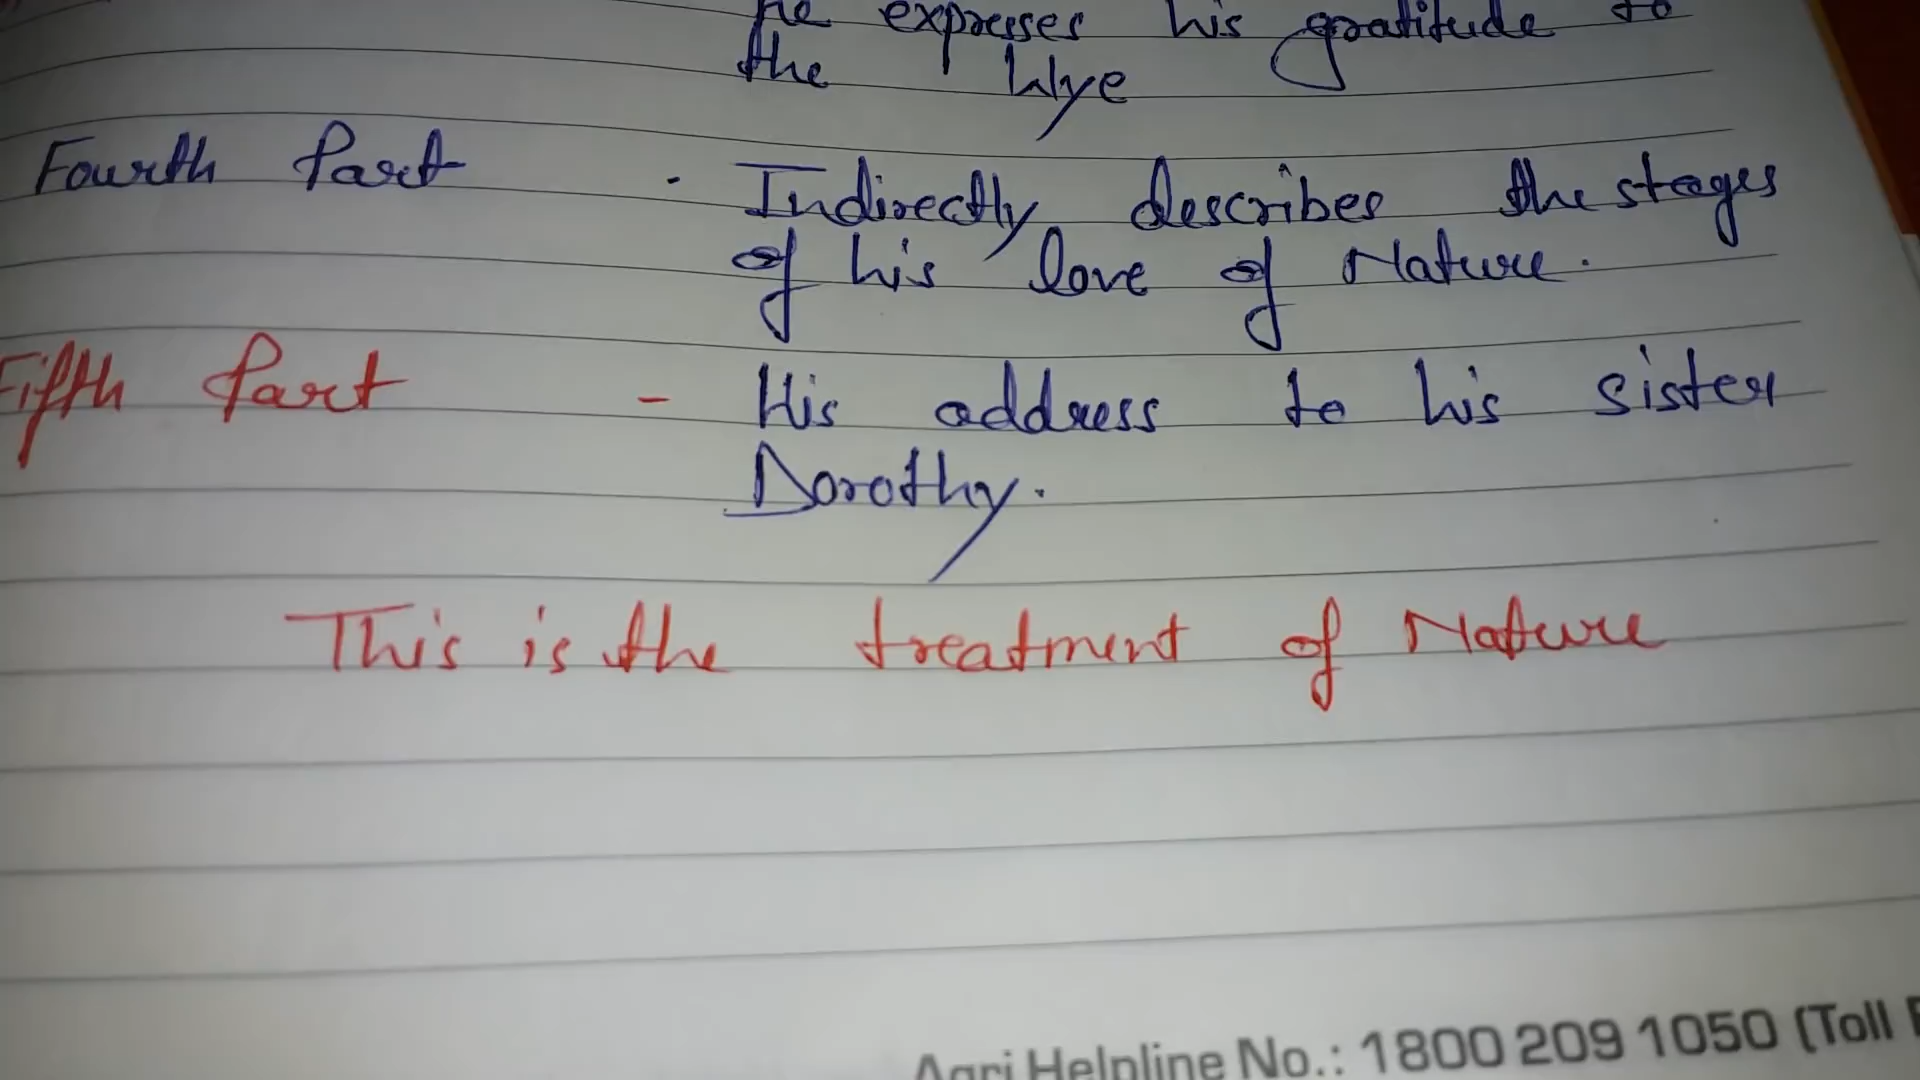 he expresses his gratitude to
the Wye
Fourth Part - Indirectly describes the stages
of his love of Nature.
Fifth Part - His address to his sister
Dorothy.
This is the treatment of Nature
Agri Helpline No.: 1800 209 1050 (Toll F